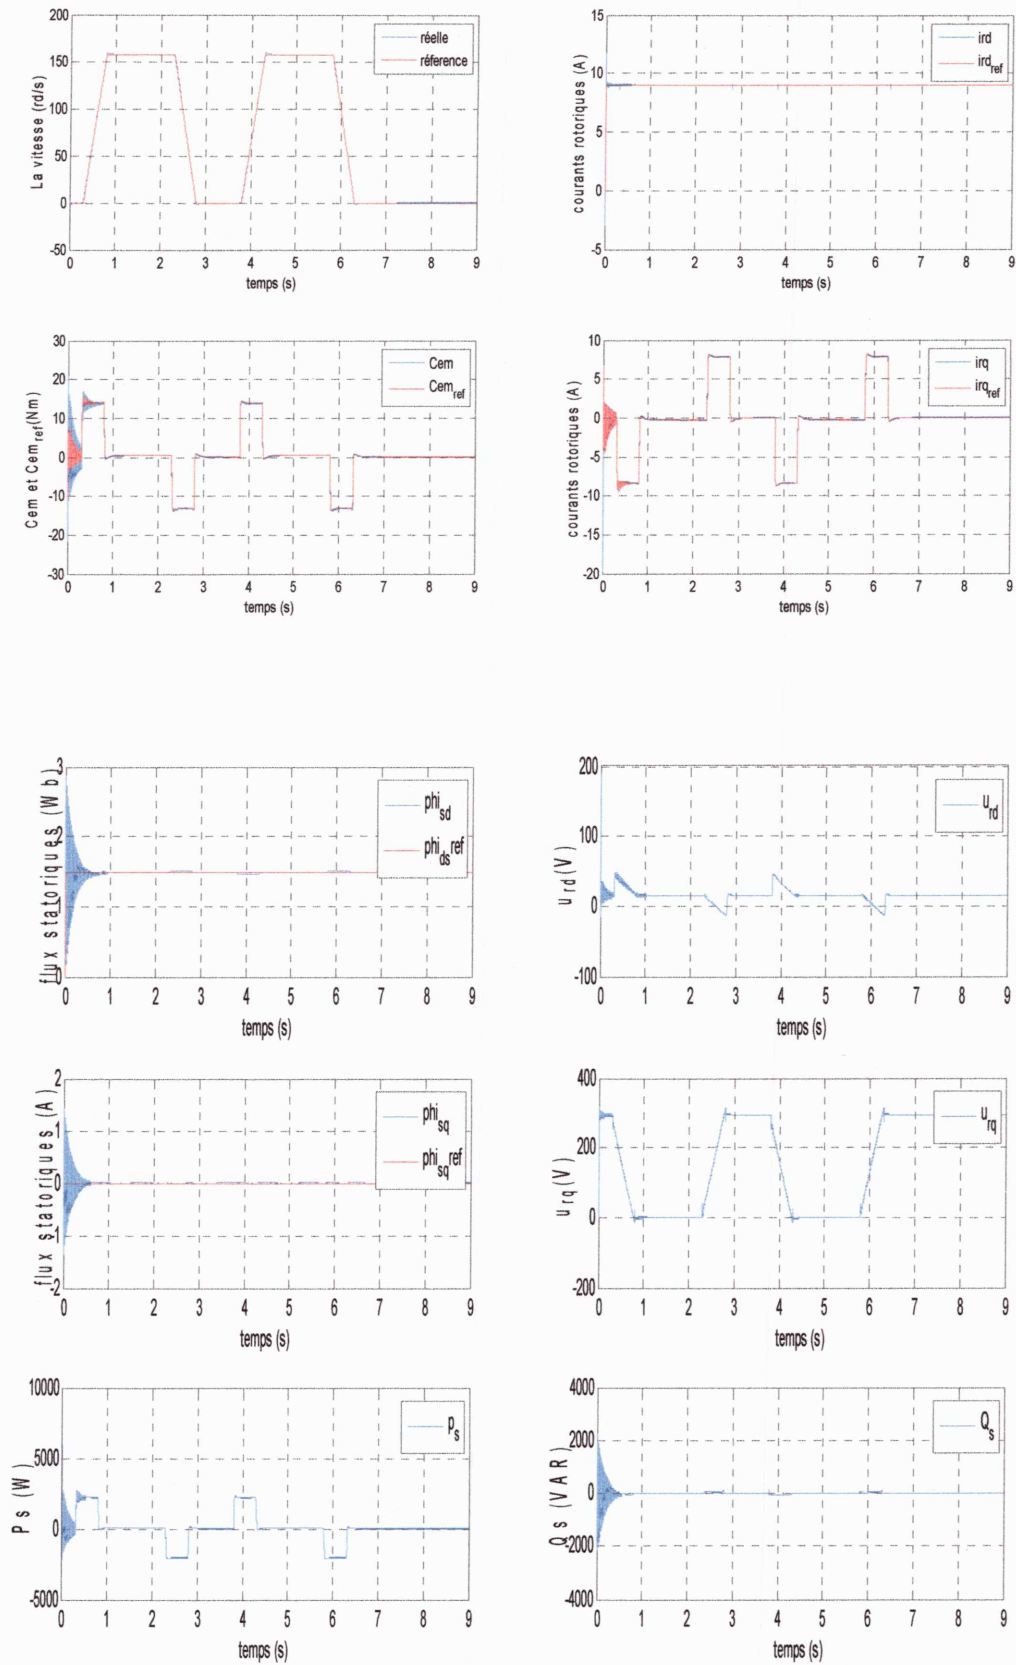 200
150
100
50
0
-50
La vitesse (rd/s)
réelle
réference
0 1 2 3 4 5 6 7 8 9
temps (s)
15
10
5
0
-5
courants rotoriques (A)
ird
ird_ref
0 1 2 3 4 5 6 7 8 9
temps (s)
30
20
10
0
-10
-20
-30
Cem et Cem_ref (Nm)
Cem
Cem_ref
0 1 2 3 4 5 6 7 8 9
temps (s)
10
5
0
-5
-10
-15
-20
courants rotoriques (A)
irq
irq_ref
0 1 2 3 4 5 6 7 8 9
temps (s)
3
2
1
0
flux statoriques (Wb)
phi_sd
phi_ds ref
0 1 2 3 4 5 6 7 8 9
temps (s)
200
100
0
-100
u_rd (V)
u_rd
0 1 2 3 4 5 6 7 8 9
temps (s)
2
1
0
-1
-2
flux statoriques (A)
phi_sq
phi_sq ref
0 1 2 3 4 5 6 7 8 9
temps (s)
400
200
0
-200
u_rq (V)
u_rq
0 1 2 3 4 5 6 7 8 9
temps (s)
10000
5000
0
-5000
Ps (W)
p_s
0 1 2 3 4 5 6 7 8 9
temps (s)
4000
2000
0
-2000
-4000
Qs (VAR)
Q_s
0 1 2 3 4 5 6 7 8 9
temps (s)